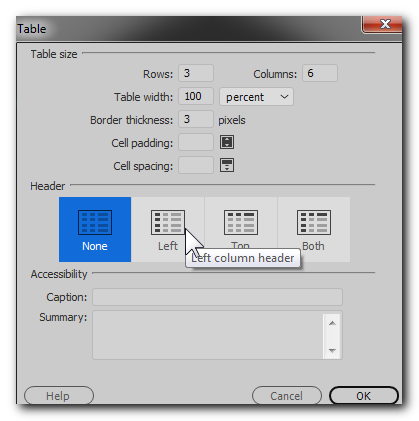 Table
Table size
Rows: 3 Columns: 6
Table width: 100 percent
Border thickness: 3 pixels
Cell padding:
Cell spacing:
Header
None Left Top Both
Left column header
Accessibility
Caption:
Summary:
Help Cancel OK